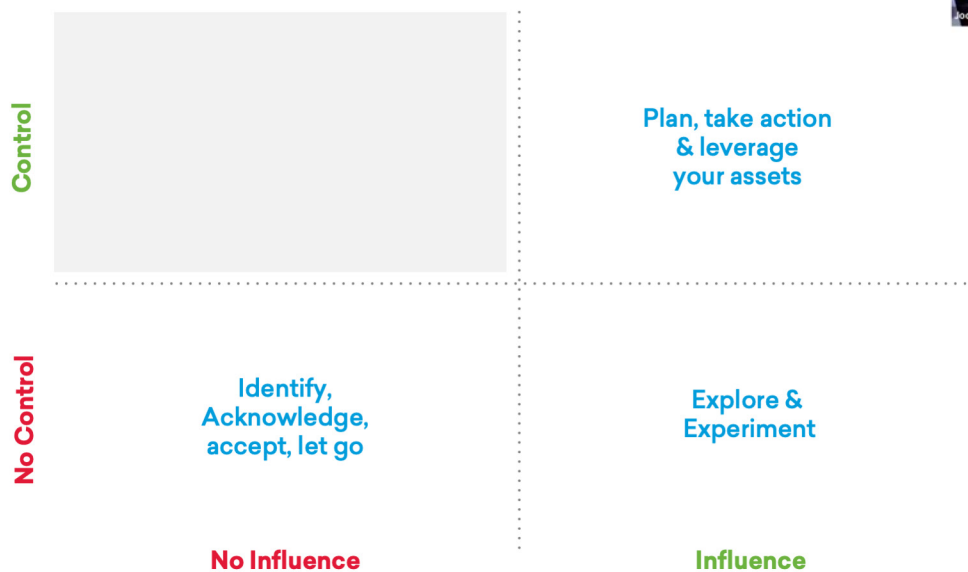 Control
Plan, take action
& leverage
your assets
No Control
Identify,
Acknowledge,
accept, let go
Explore &
Experiment
No Influence
Influence